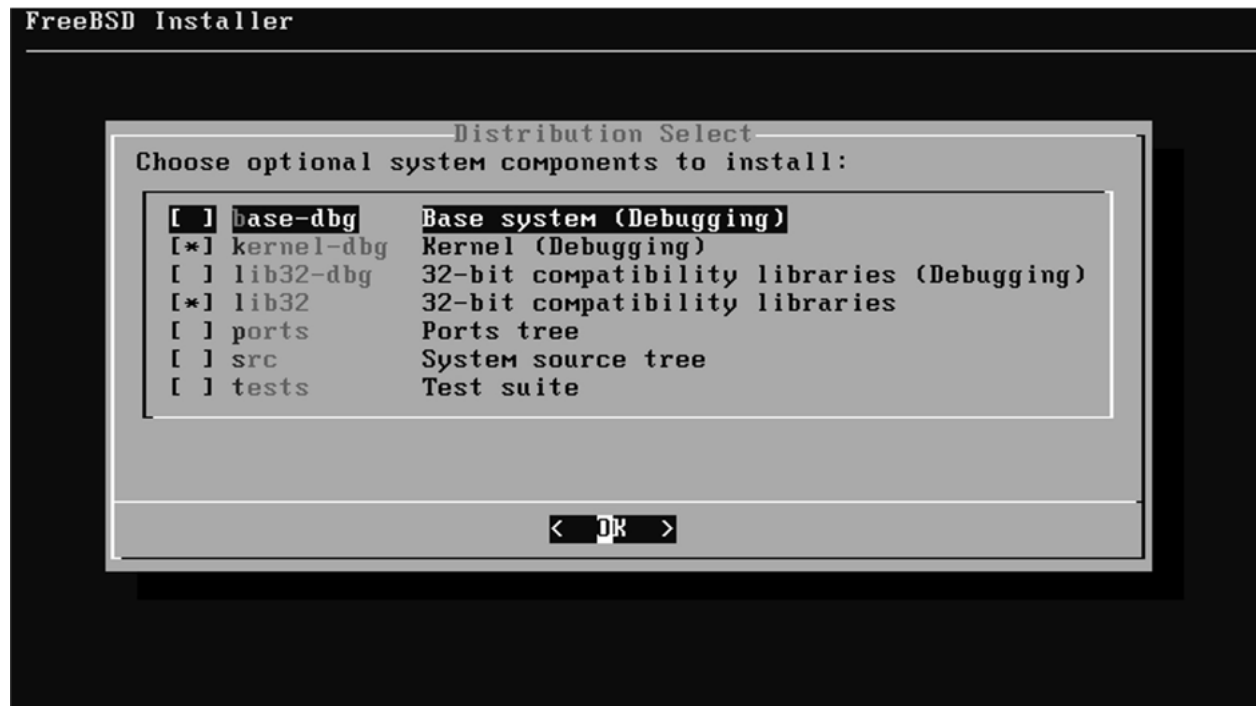 FreeBSD Installer
Distribution Select
Choose optional system components to install:
[ ] base-dbg Base system (Debugging)
[*] kernel-dbg Kernel (Debugging)
[ ] lib32-dbg 32-bit compatibility libraries (Debugging)
[*] lib32 32-bit compatibility libraries
[ ] ports Ports tree
[ ] src System source tree
[ ] tests Test suite
< OK >